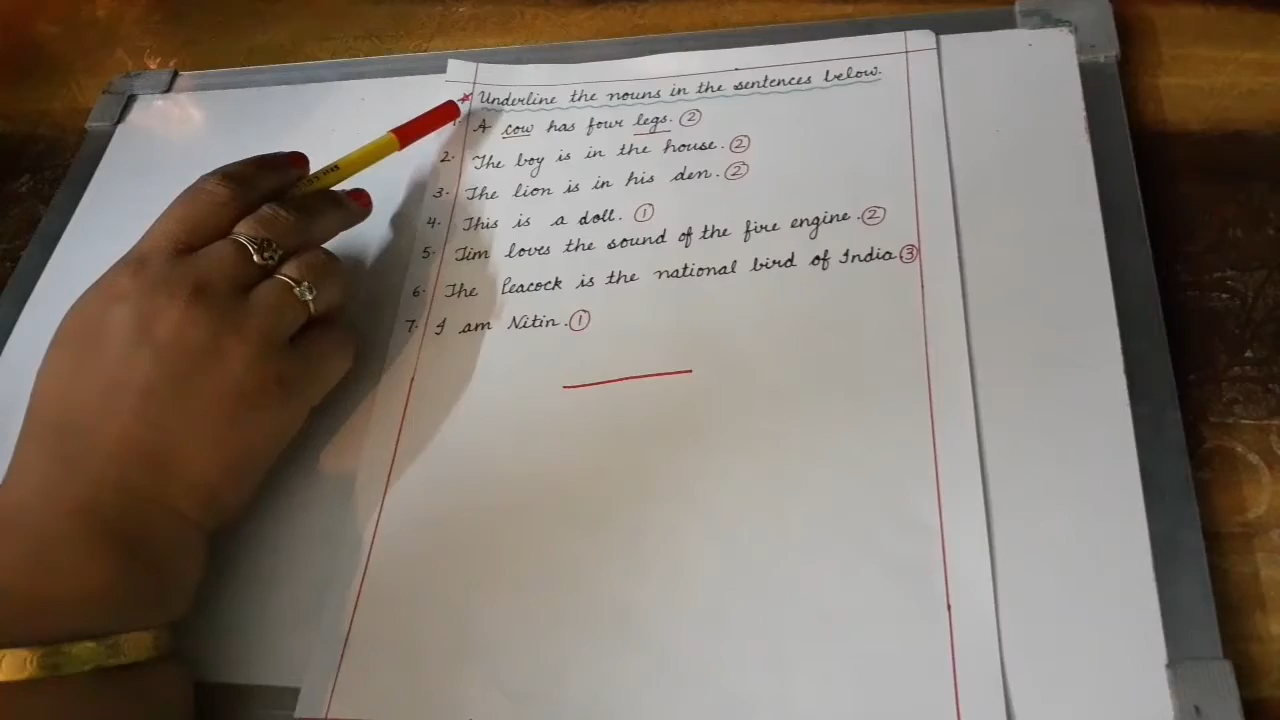 Underline the nouns in the sentences below.
1. A cow has four legs. 2
2. The boy is in the house. 2
3. The lion is in his den. 2
4. This is a doll. 1
5. Tim loves the sound of the fire engine. 2
6. The Peacock is the national bird of India 3
7. I am Nitin. 1